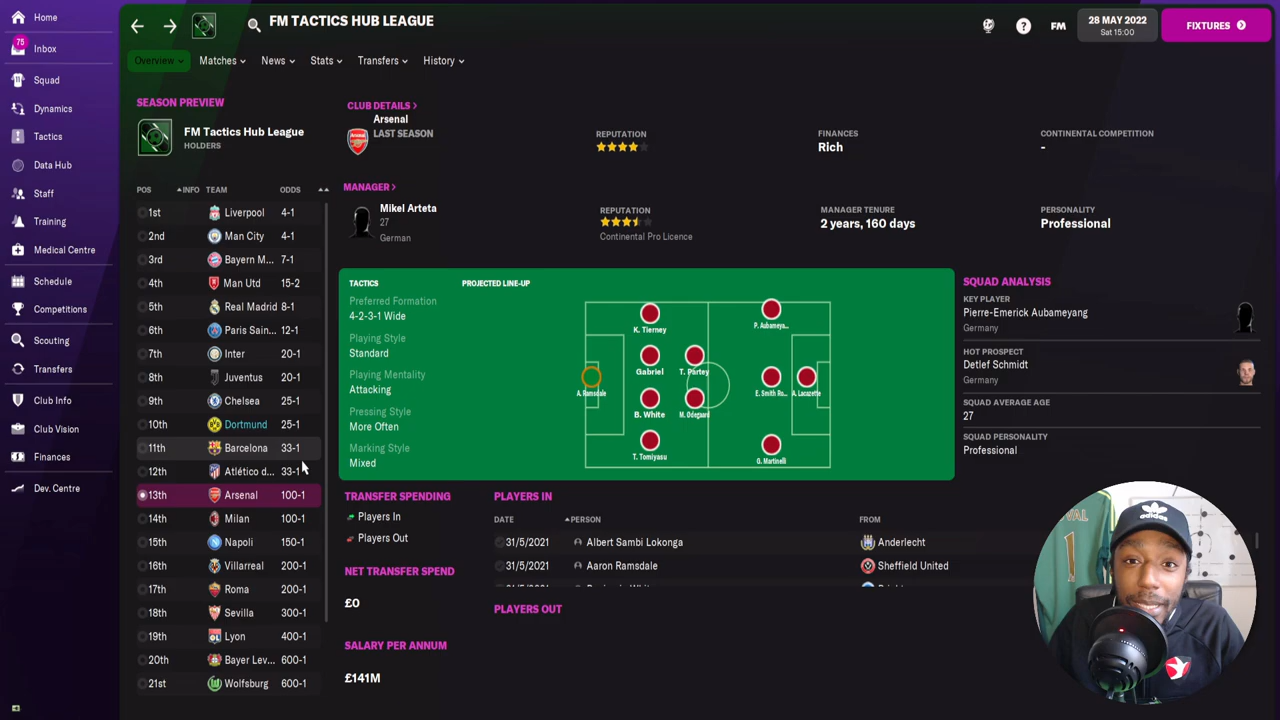 Home
75
Inbox
Squad
Dynamics
Tactics
Data Hub
Staff
Training
Medical Centre
Schedule
Competitions
Scouting
Transfers
Club Info
Club Vision
Finances
Dev. Centre
FM TACTICS HUB LEAGUE
?
FM
28 MAY 2022
Sat 15:00
FIXTURES
Overview
Matches
News
Stats
Transfers
History
SEASON PREVIEW
FM Tactics Hub League
HOLDERS
POS INFO TEAM ODDS
1st Liverpool 4-1
2nd Man City 4-1
3rd Bayern M... 7-1
4th Man Utd 15-2
5th Real Madrid 8-1
6th Paris Sain... 12-1
7th Inter 20-1
8th Juventus 20-1
9th Chelsea 25-1
10th Dortmund 25-1
11th Barcelona 33-1
12th Atlético d... 33-1
13th Arsenal 100-1
14th Milan 100-1
15th Napoli 150-1
16th Villarreal 200-1
17th Roma 200-1
18th Sevilla 300-1
19th Lyon 400-1
20th Bayer Lev... 600-1
21st Wolfsburg 600-1
CLUB DETAILS >
Arsenal
LAST SEASON
REPUTATION
FINANCES
Rich
CONTINENTAL COMPETITION
-
MANAGER >
Mikel Arteta
27
German
REPUTATION
Continental Pro Licence
MANAGER TENURE
2 years, 160 days
PERSONALITY
Professional
TACTICS
Preferred Formation
4-2-3-1 Wide
Playing Style
Standard
Playing Mentality
Attacking
Pressing Style
More Often
Marking Style
Mixed
PROJECTED LINE-UP
K. Tierney
P. Aubameya...
Gabriel
T. Partey
A. Ramsdale
E. Smith Ro...
A. Lacazette
B. White
M. Odegaard
T. Tomiyasu
G. Martinelli
SQUAD ANALYSIS
KEY PLAYER
Pierre-Emerick Aubameyang
Germany
HOT PROSPECT
Detlef Schmidt
Germany
SQUAD AVERAGE AGE
27
SQUAD PERSONALITY
Professional
TRANSFER SPENDING
Players In
Players Out
NET TRANSFER SPEND
£0
SALARY PER ANNUM
£141M
PLAYERS IN
DATE PERSON FROM
31/5/2021 Albert Sambi Lokonga Anderlecht
31/5/2021 Aaron Ramsdale Sheffield United
PLAYERS OUT
adidas